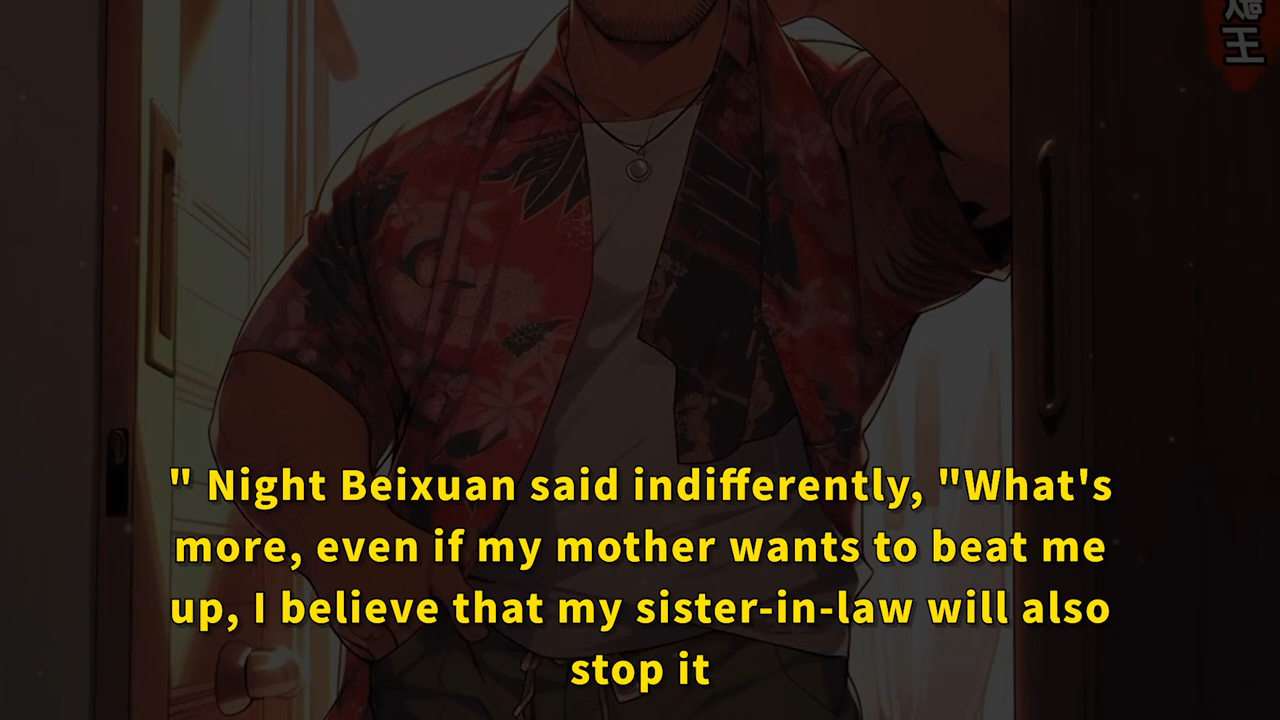 王
" Night Beixuan said indifferently, "What's
more, even if my mother wants to beat me
up, I believe that my sister-in-law will also
stop it